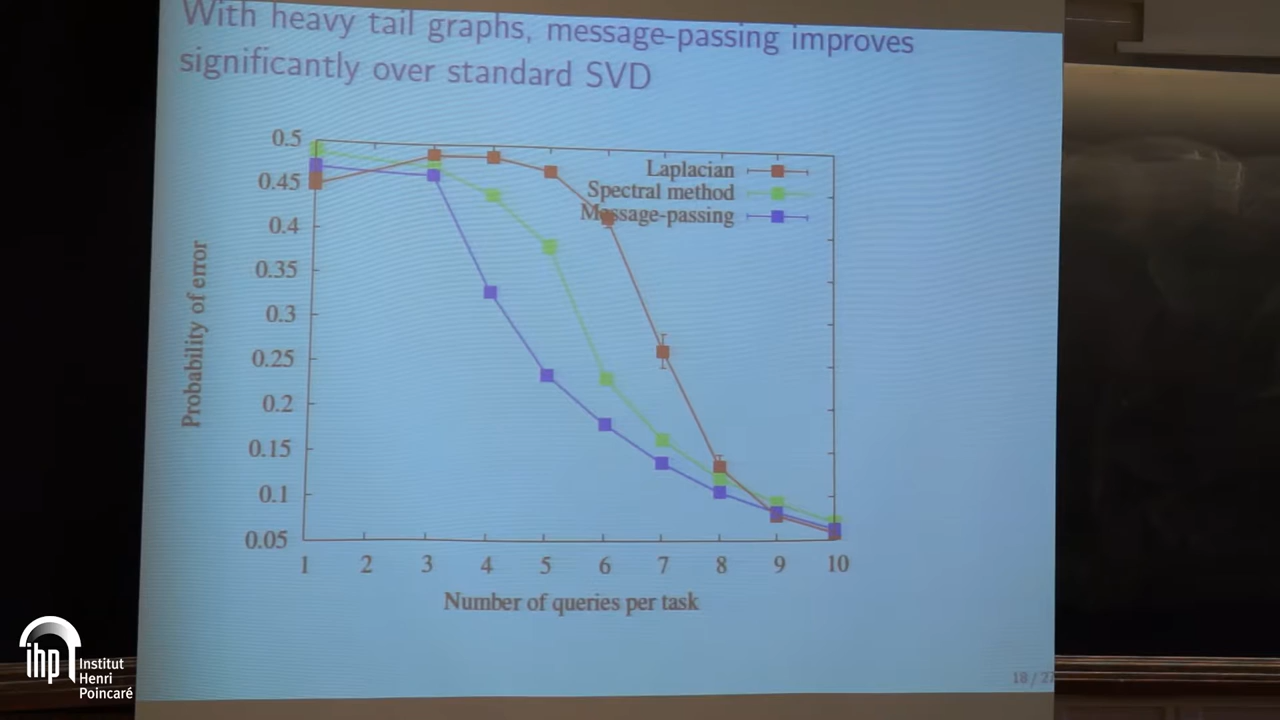 With heavy tail graphs, message-passing improves
significantly over standard SVD
0.5
0.45
0.4
0.35
0.3
0.25
0.2
0.15
0.1
0.05
Probability of error
Laplacian
Spectral method
Message-passing
1 2 3 4 5 6 7 8 9 10
Number of queries per task
18 / 27
ihp
Institut
Henri
Poincaré